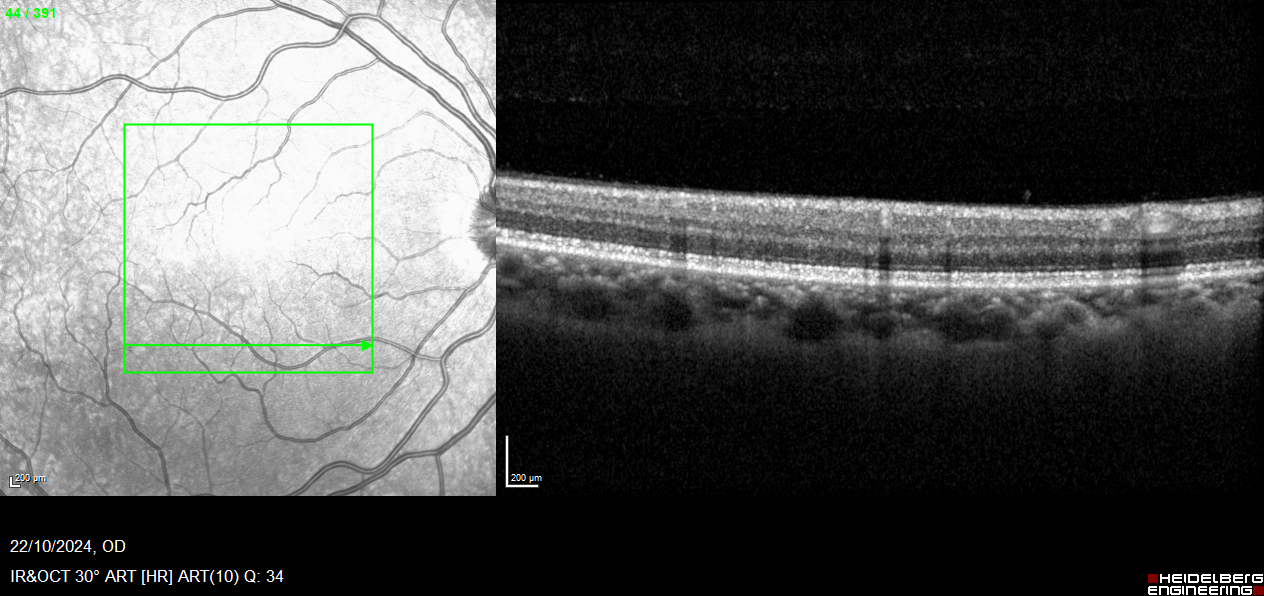 44 / 391
200 µm
200 µm
22/10/2024, OD
IR&OCT 30° ART [HR] ART(10) Q: 34
HEIDELBERG
ENGINEERING